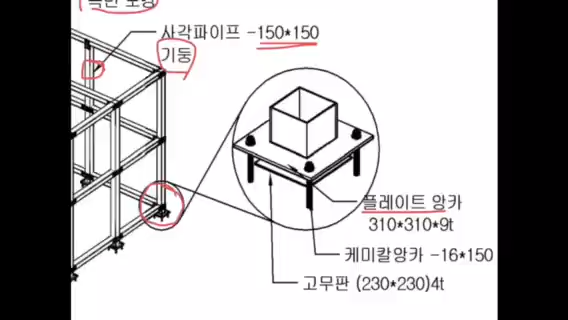 사각파이프 -150*150
기둥
플레이트 앙카
310*310*9t
케미칼앙카 -16*150
고무판 (230*230)4t